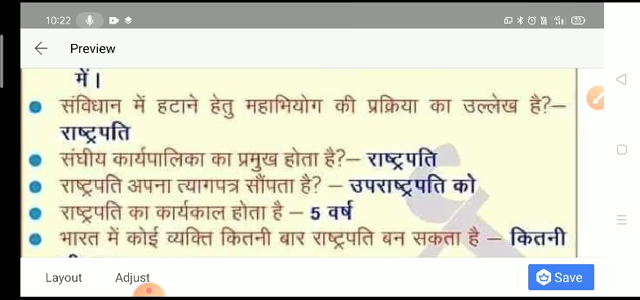 10:22
Preview
में।
संविधान में हटाने हेतु महाभियोग की प्रक्रिया का उल्लेख है?–
राष्ट्रपति
संघीय कार्यपालिका का प्रमुख होता है?– राष्ट्रपति
राष्ट्रपति अपना त्यागपत्र सौंपता है? – उपराष्ट्रपति को
राष्ट्रपति का कार्यकाल होता है – 5 वर्ष
भारत में कोई व्यक्ति कितनी बार राष्ट्रपति बन सकता है – कितनी
Layout Adjust Save